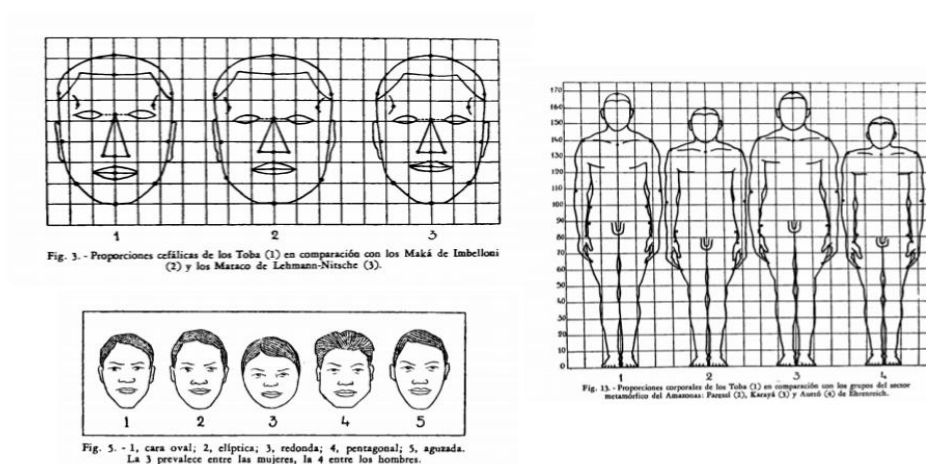 1 2 3
Fig. 3. - Proporciones cefálicas de los Toba (1) en comparación con los Maká de Imbelloni
(2) y los Mataco de Lehmann-Nitsche (3).
1 2 3 4 5
Fig. 5. - 1, cara oval; 2, elíptica; 3, redonda; 4, pentagonal; 5, aguzada.
La 3 prevalece entre las mujeres, la 4 entre los hombres.
170
160
150
140
130
120
110
100
90
80
70
60
50
40
30
20
10
0
1 2 3 4
Fig. 13. - Proporciones corporales de los Toba (1) en comparación con los grupos del sector
metamórfico del Amazonas: (2), Karayá (3) y (4) de Ehrenreich.